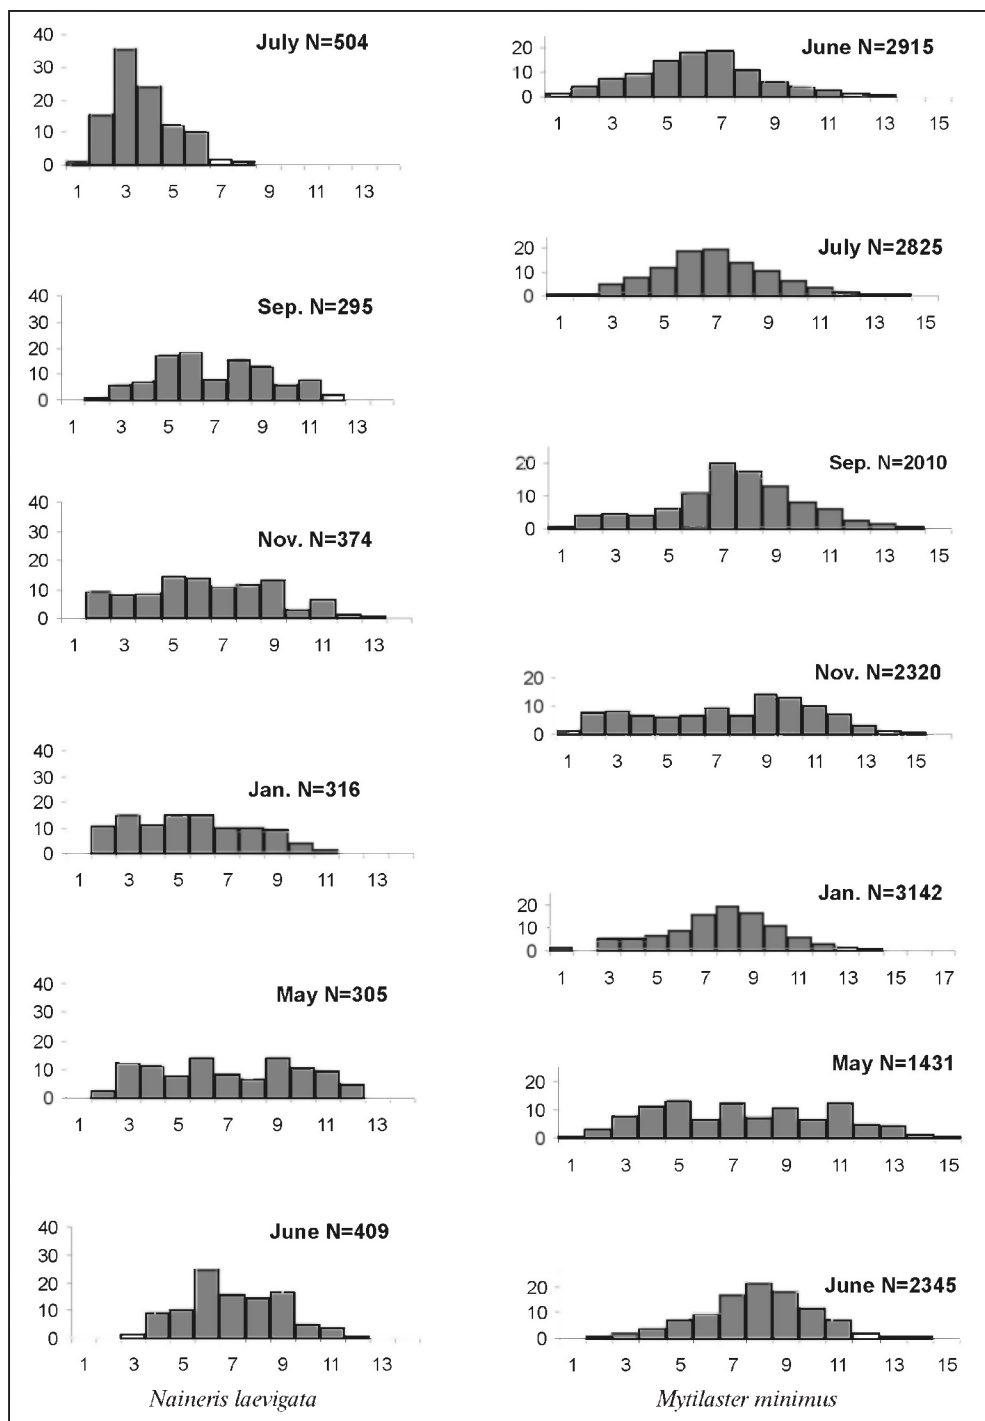 July N=504
40
30
20
10
0
1 3 5 7 9 11 13
Sep. N=295
40
30
20
10
0
1 3 5 7 9 11 13
Nov. N=374
40
30
20
10
0
1 3 5 7 9 11 13
Jan. N=316
40
30
20
10
0
1 3 5 7 9 11 13
May N=305
40
30
20
10
0
1 3 5 7 9 11 13
June N=409
40
30
20
10
0
1 3 5 7 9 11 13
Naineris laevigata
June N=2915
20
10
0
1 3 5 7 9 11 13 15
July N=2825
20
10
0
1 3 5 7 9 11 13 15
Sep. N=2010
20
10
0
1 3 5 7 9 11 13 15
Nov. N=2320
20
10
0
1 3 5 7 9 11 13 15
Jan. N=3142
20
10
0
1 3 5 7 9 11 13 15 17
May N=1431
20
10
0
1 3 5 7 9 11 13 15
June N=2345
20
10
0
1 3 5 7 9 11 13 15
Mytilaster minimus